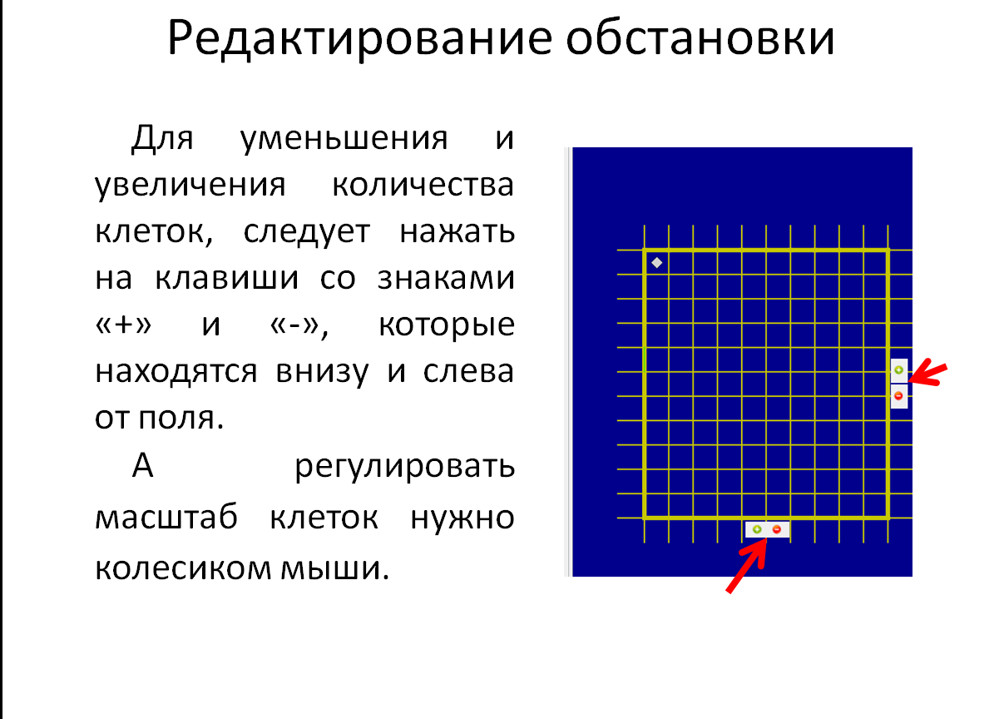 Редактирование обстановки
Для уменьшения и
увеличения количества
клеток, следует нажать
на клавиши со знаками
«+» и «-», которые
находятся внизу и слева
от поля.
А регулировать
масштаб клеток нужно
колесиком мыши.